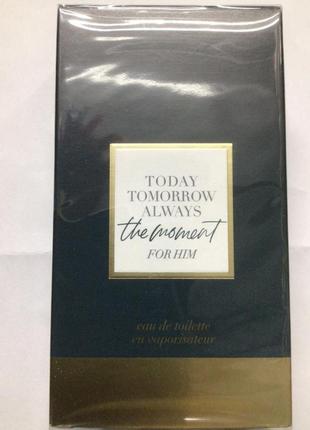 TODAY
TOMORROW
ALWAYS
the moment
FOR HIM
eau de toilette
en vaporisateur